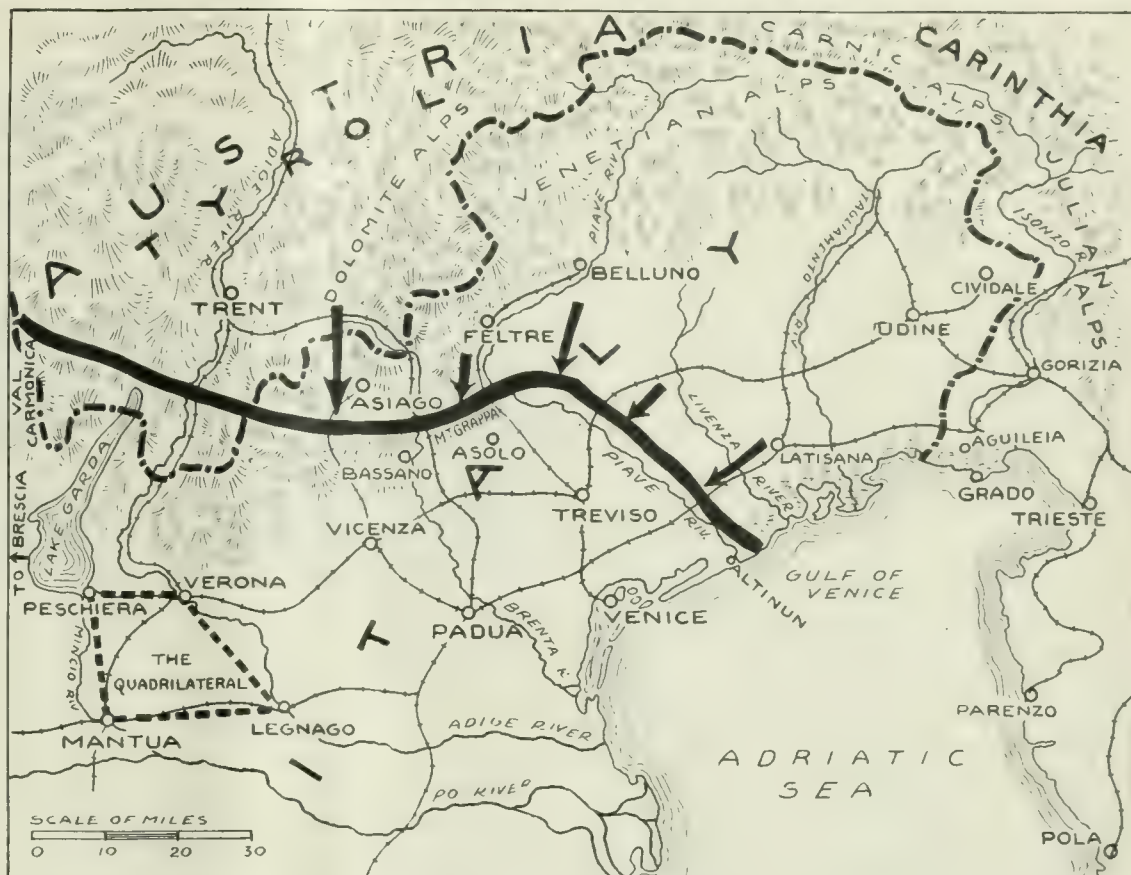 AUSTRIA
TYROL
CARINTHIA
CARNIC ALPS
VENETIAN ALPS
DOLOMITE ALPS
JULIAN ALPS
ADIGE RIVER
PIAVE RIV
TAGLIAMENTO RIV.
ISONZO R.
BELLUNO
CIVIDALE
TRENT
FELTRE
UDINE
VAL CARMONICA
GORIZIA
ASIAGO
MT GRAPPA
ASOLO
BASSANO
LIVENZA RIVER
LATISANA
AGUILEIA
GRADO
TRIESTE
PIAVE RIV.
TREVISO
VICENZA
TO BRESCIA
LAKE GARDA
ALTINUN
GULF OF VENICE
PESCHIERA
VERONA
PADUA
VENICE
BRENTA R.
MINCIO RIV
THE QUADRILATERAL
ITALY
PARENZO
MANTUA
LEGNAGO
ADIGE RIVER
ADRIATIC SEA
PO RIVER
SCALE OF MILES
0 10 20 30
POLA